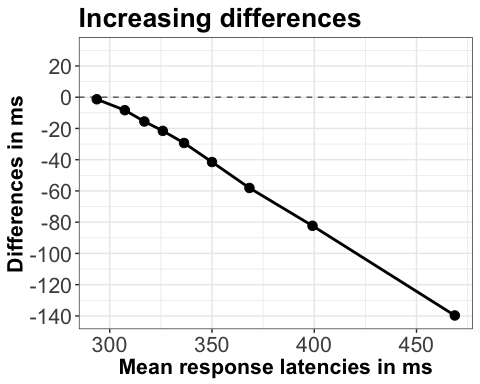 Increasing differences
20
0
-20
-40
-60
-80
-100
-120
-140
Differences in ms
300 350 400 450
Mean response latencies in ms